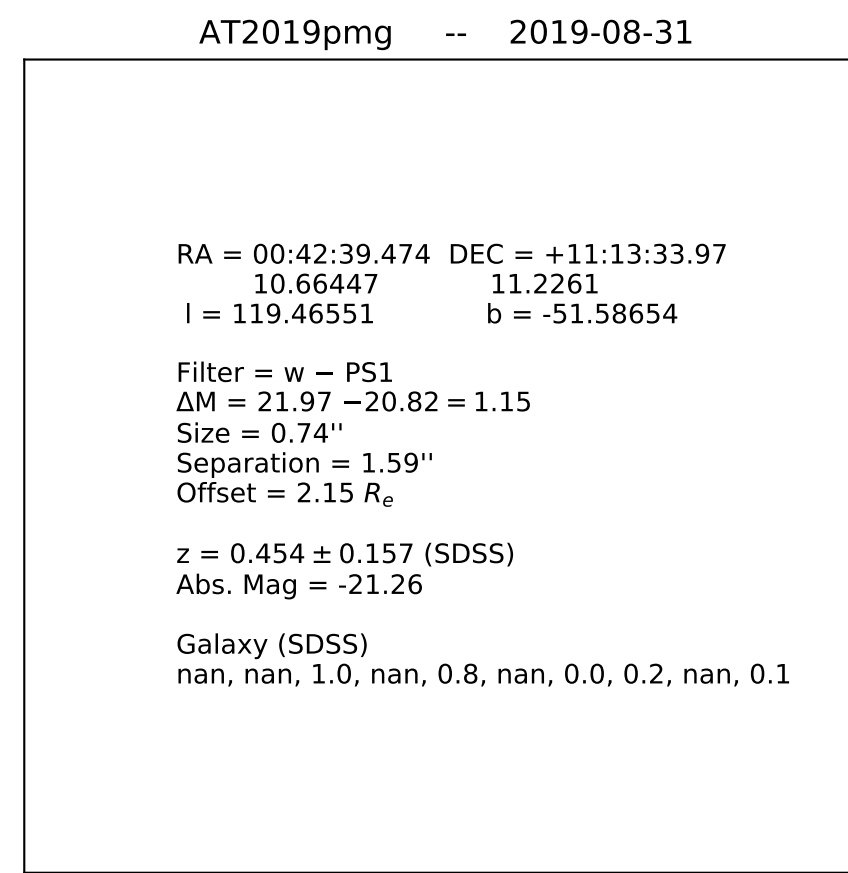 AT2019pmg -- 2019-08-31
RA = 00:42:39.474 DEC = +11:13:33.97
10.66447 11.2261
l = 119.46551 b = -51.58654
Filter = w − PS1
ΔM = 21.97 −20.82 = 1.15
Size = 0.74''
Separation = 1.59''
Offset = 2.15 Rₑ
z = 0.454 ± 0.157 (SDSS)
Abs. Mag = -21.26
Galaxy (SDSS)
nan, nan, 1.0, nan, 0.8, nan, 0.0, 0.2, nan, 0.1